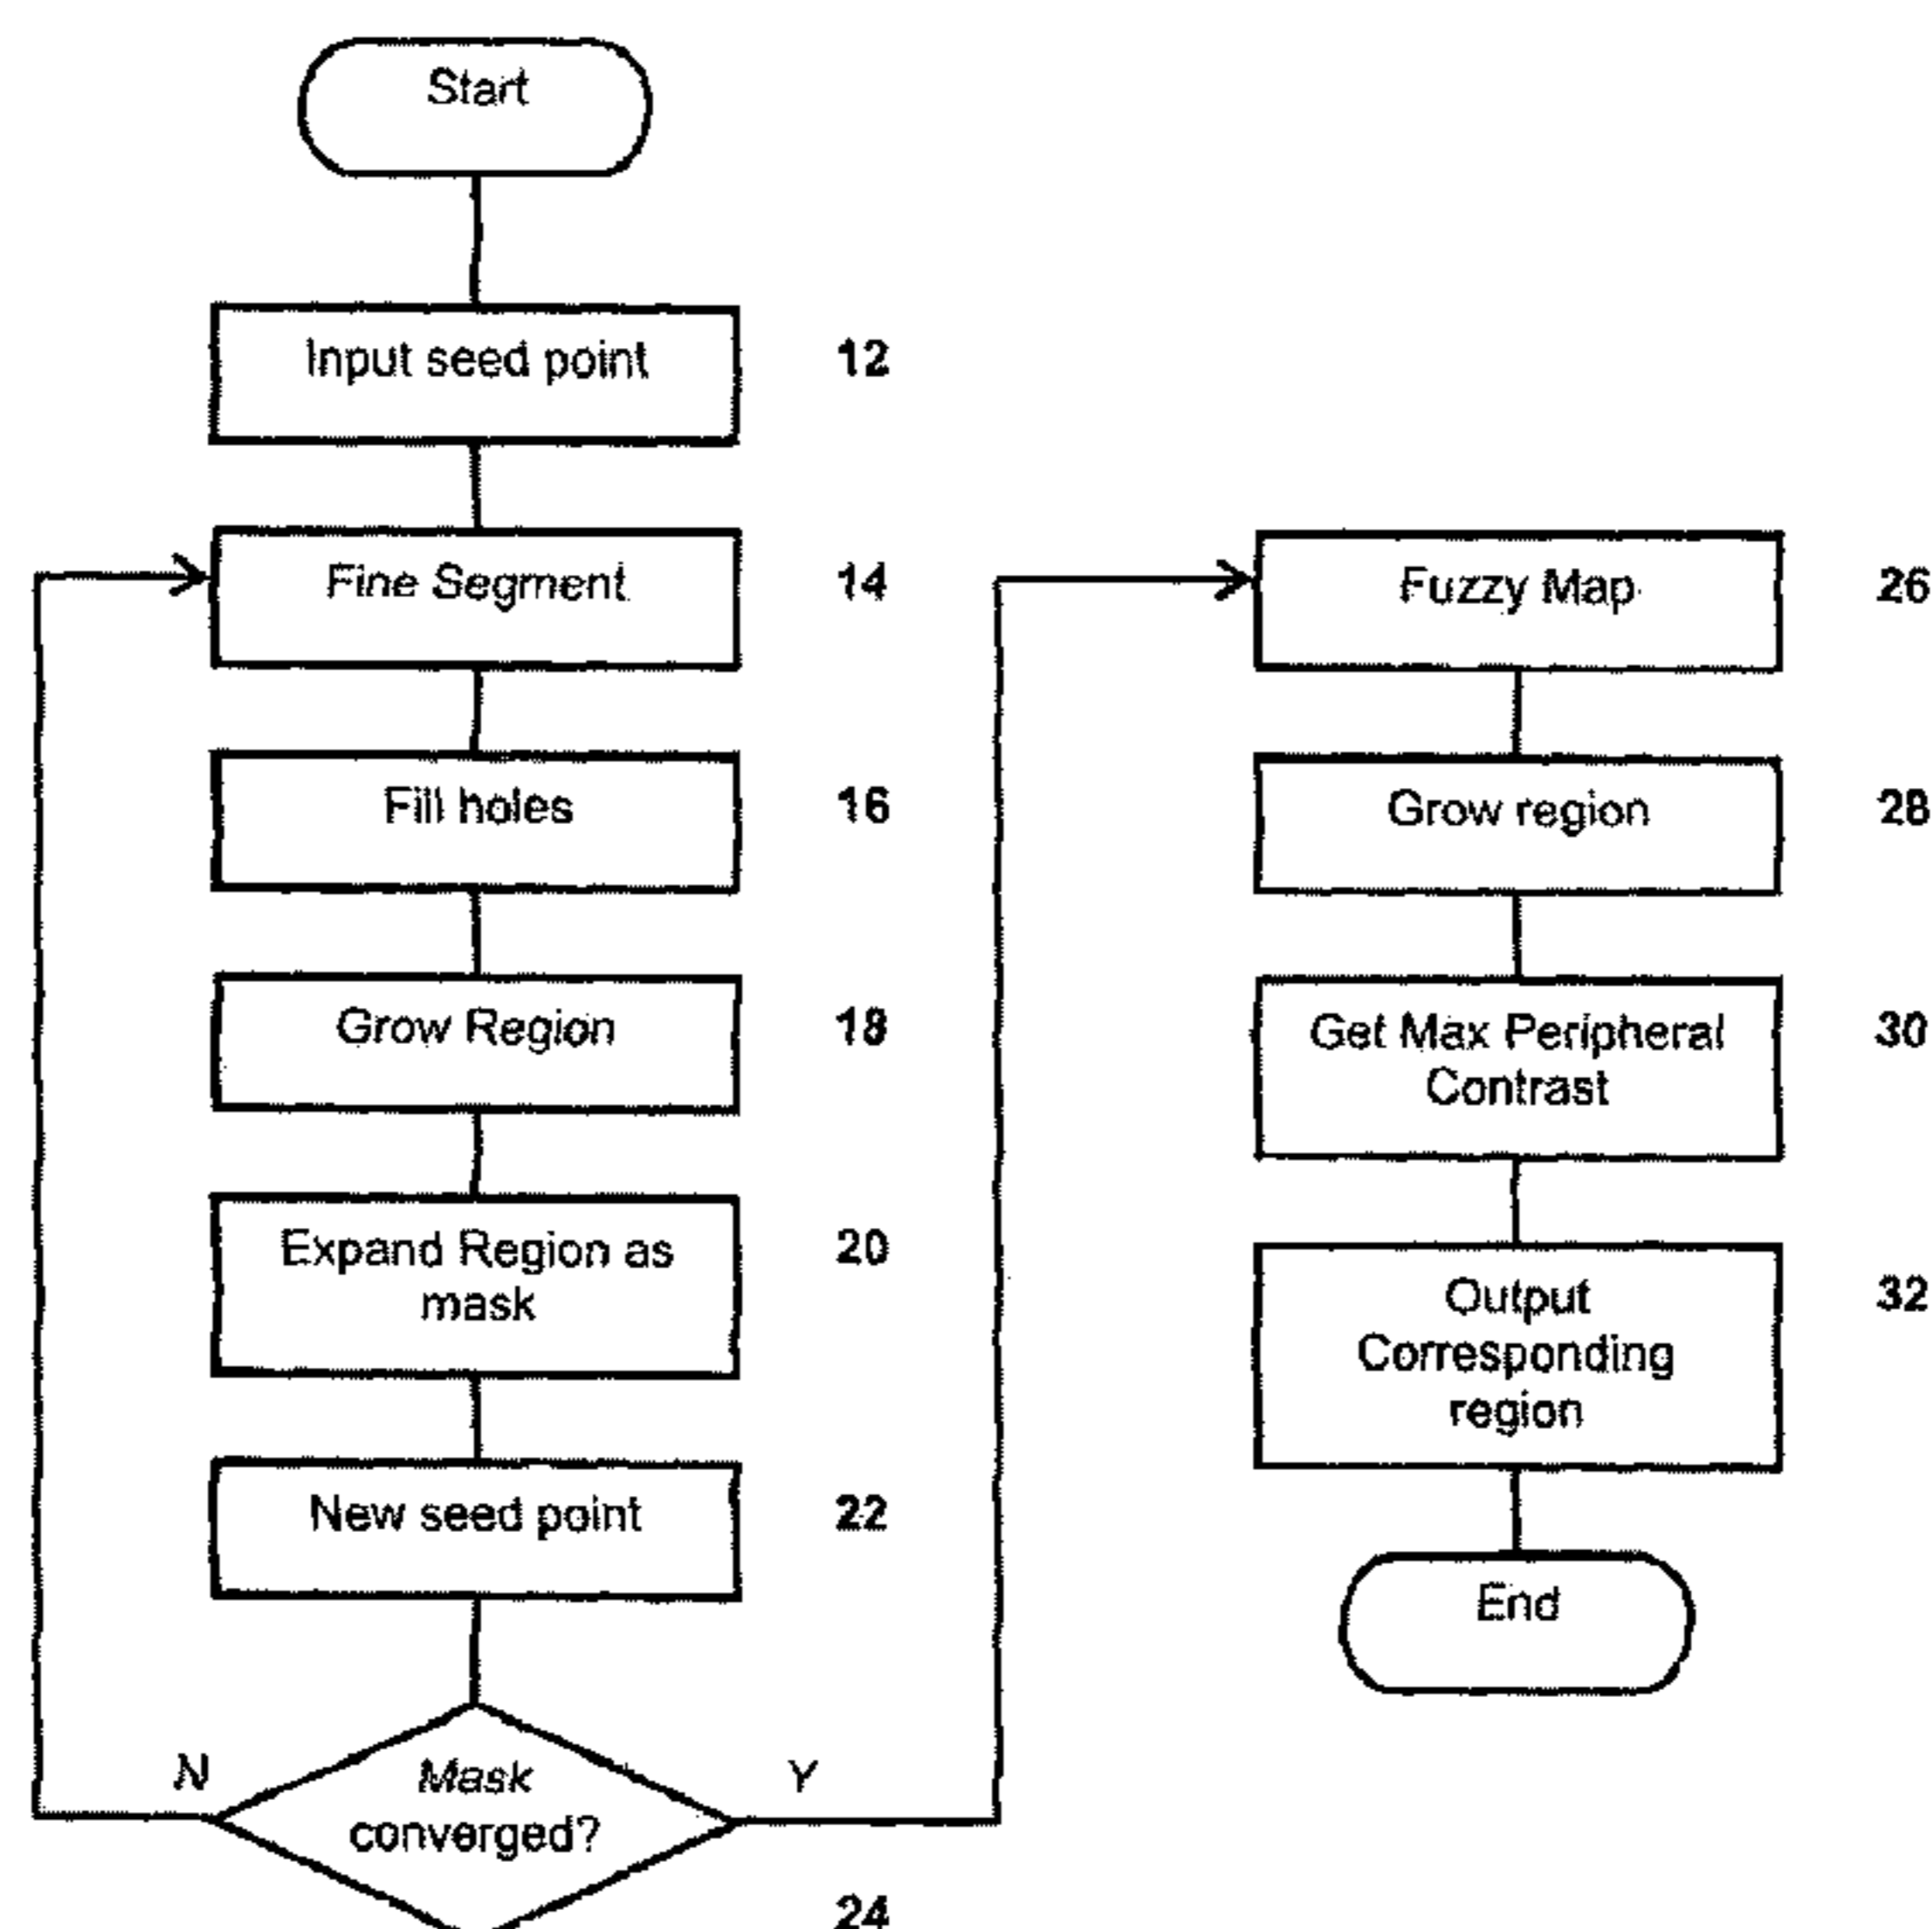 Start
Input seed point
12
Fine Segment
14
Fill holes
16
Grow Region
18
Expand Region as
mask
20
New seed point
22
N
Mask
converged?
Y
24
Fuzzy Map
26
Grow region
28
Get Max Peripheral
Contrast
30
Output
Corresponding
region
32
End